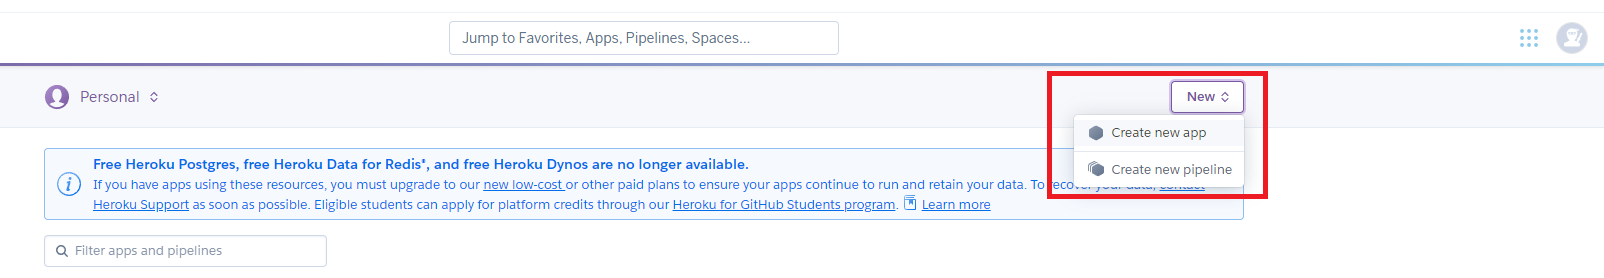 Jump to Favorites, Apps, Pipelines, Spaces...
Personal
New
Create new app
Create new pipeline
Free Heroku Postgres, free Heroku Data for Redis®, and free Heroku Dynos are no longer available.
If you have apps using these resources, you must upgrade to our new low-cost or other paid plans to ensure your apps continue to run and retain your data. To recover your data, contact
Heroku Support as soon as possible. Eligible students can apply for platform credits through our Heroku for GitHub Students program. Learn more
Filter apps and pipelines